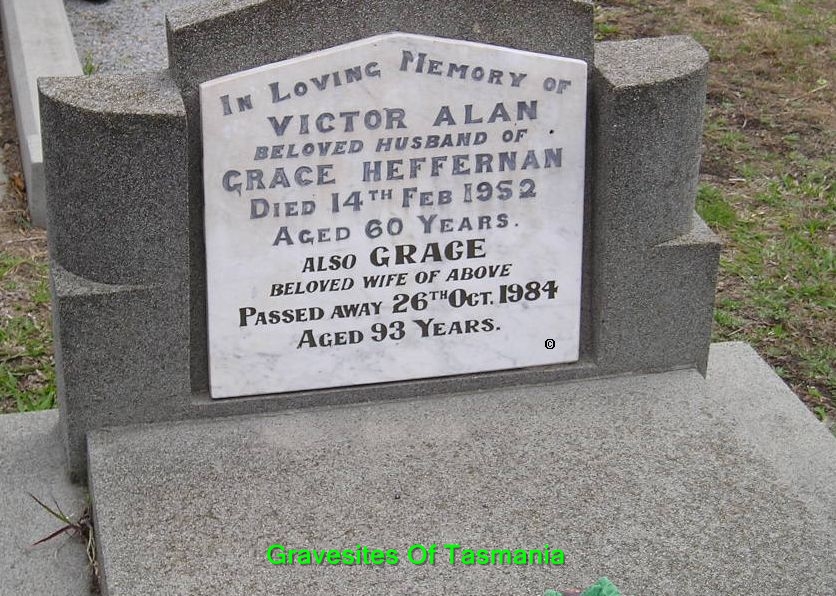 In Loving Memory of
VICTOR ALAN
BELOVED HUSBAND OF
GRACE HEFFERNAN
DIED 14TH FEB 1952
AGED 60 YEARS.
ALSO GRACE
BELOVED WIFE OF ABOVE
PASSED AWAY 26TH OCT. 1984
AGED 93 YEARS.
©
Gravesites Of Tasmania